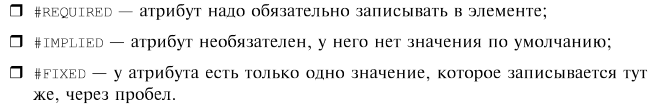 ❒ #REQUIRED — атрибут надо обязательно записывать в элементе;
❒ #IMPLIED — атрибут необязателен, у него нет значения по умолчанию;
❒ #FIXED — у атрибута есть только одно значение, которое записывается тут
же, через пробел.